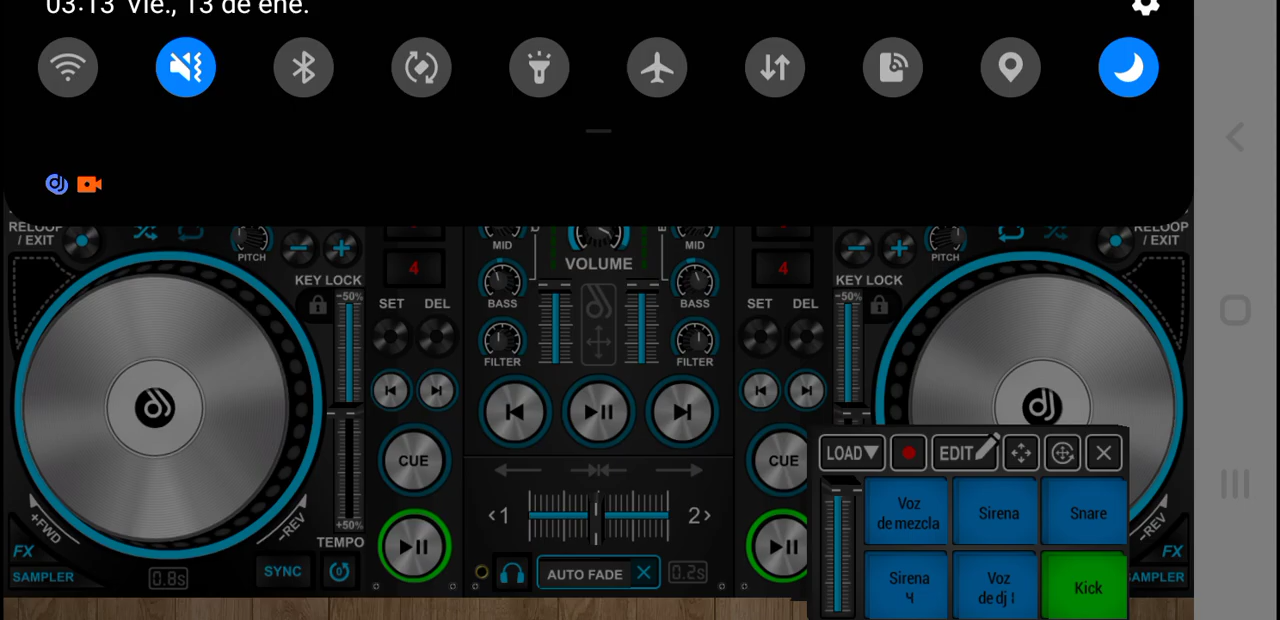 03:13 vie., 13 de ene.
RELOOP
/ EXIT
PITCH
MID
VOLUME
MID
PITCH
RELOOP
/ EXIT
KEY LOCK
4
BASS
BASS
4
KEY LOCK
-50%
SET
DEL
SET
DEL
-50%
FILTER
FILTER
CUE
CUE
LOAD▼
EDIT
+FWD
-REV
+50%
TEMPO
<1
2>
Voz
de mezcla
Sirena
Snare
-REV
FX
FX
SAMPLER
0.8s
SYNC
AUTO FADE
0.2s
Sirena
4
Voz
de dj 1
Kick
SAMPLER